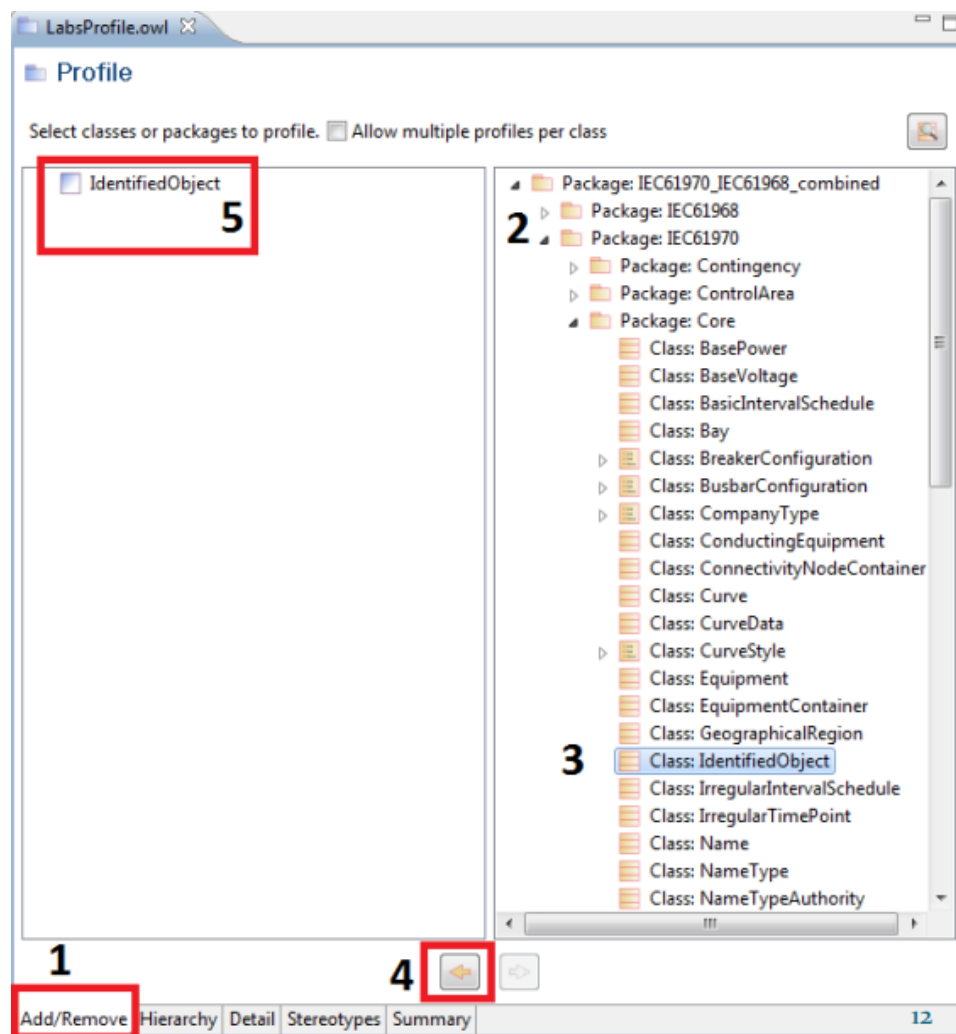 LabsProfile.owl
Profile
Select classes or packages to profile. Allow multiple profiles per class
IdentifiedObject
5
Package: IEC61970_IEC61968_combined
Package: IEC61968
2
Package: IEC61970
Package: Contingency
Package: ControlArea
Package: Core
Class: BasePower
Class: BaseVoltage
Class: BasicIntervalSchedule
Class: Bay
Class: BreakerConfiguration
Class: BusbarConfiguration
Class: CompanyType
Class: ConductingEquipment
Class: ConnectivityNodeContainer
Class: Curve
Class: CurveData
Class: CurveStyle
Class: Equipment
Class: EquipmentContainer
Class: GeographicalRegion
3
Class: IdentifiedObject
Class: IrregularIntervalSchedule
Class: IrregularTimePoint
Class: Name
Class: NameType
Class: NameTypeAuthority
1
4
Add/Remove Hierarchy Detail Stereotypes Summary
12